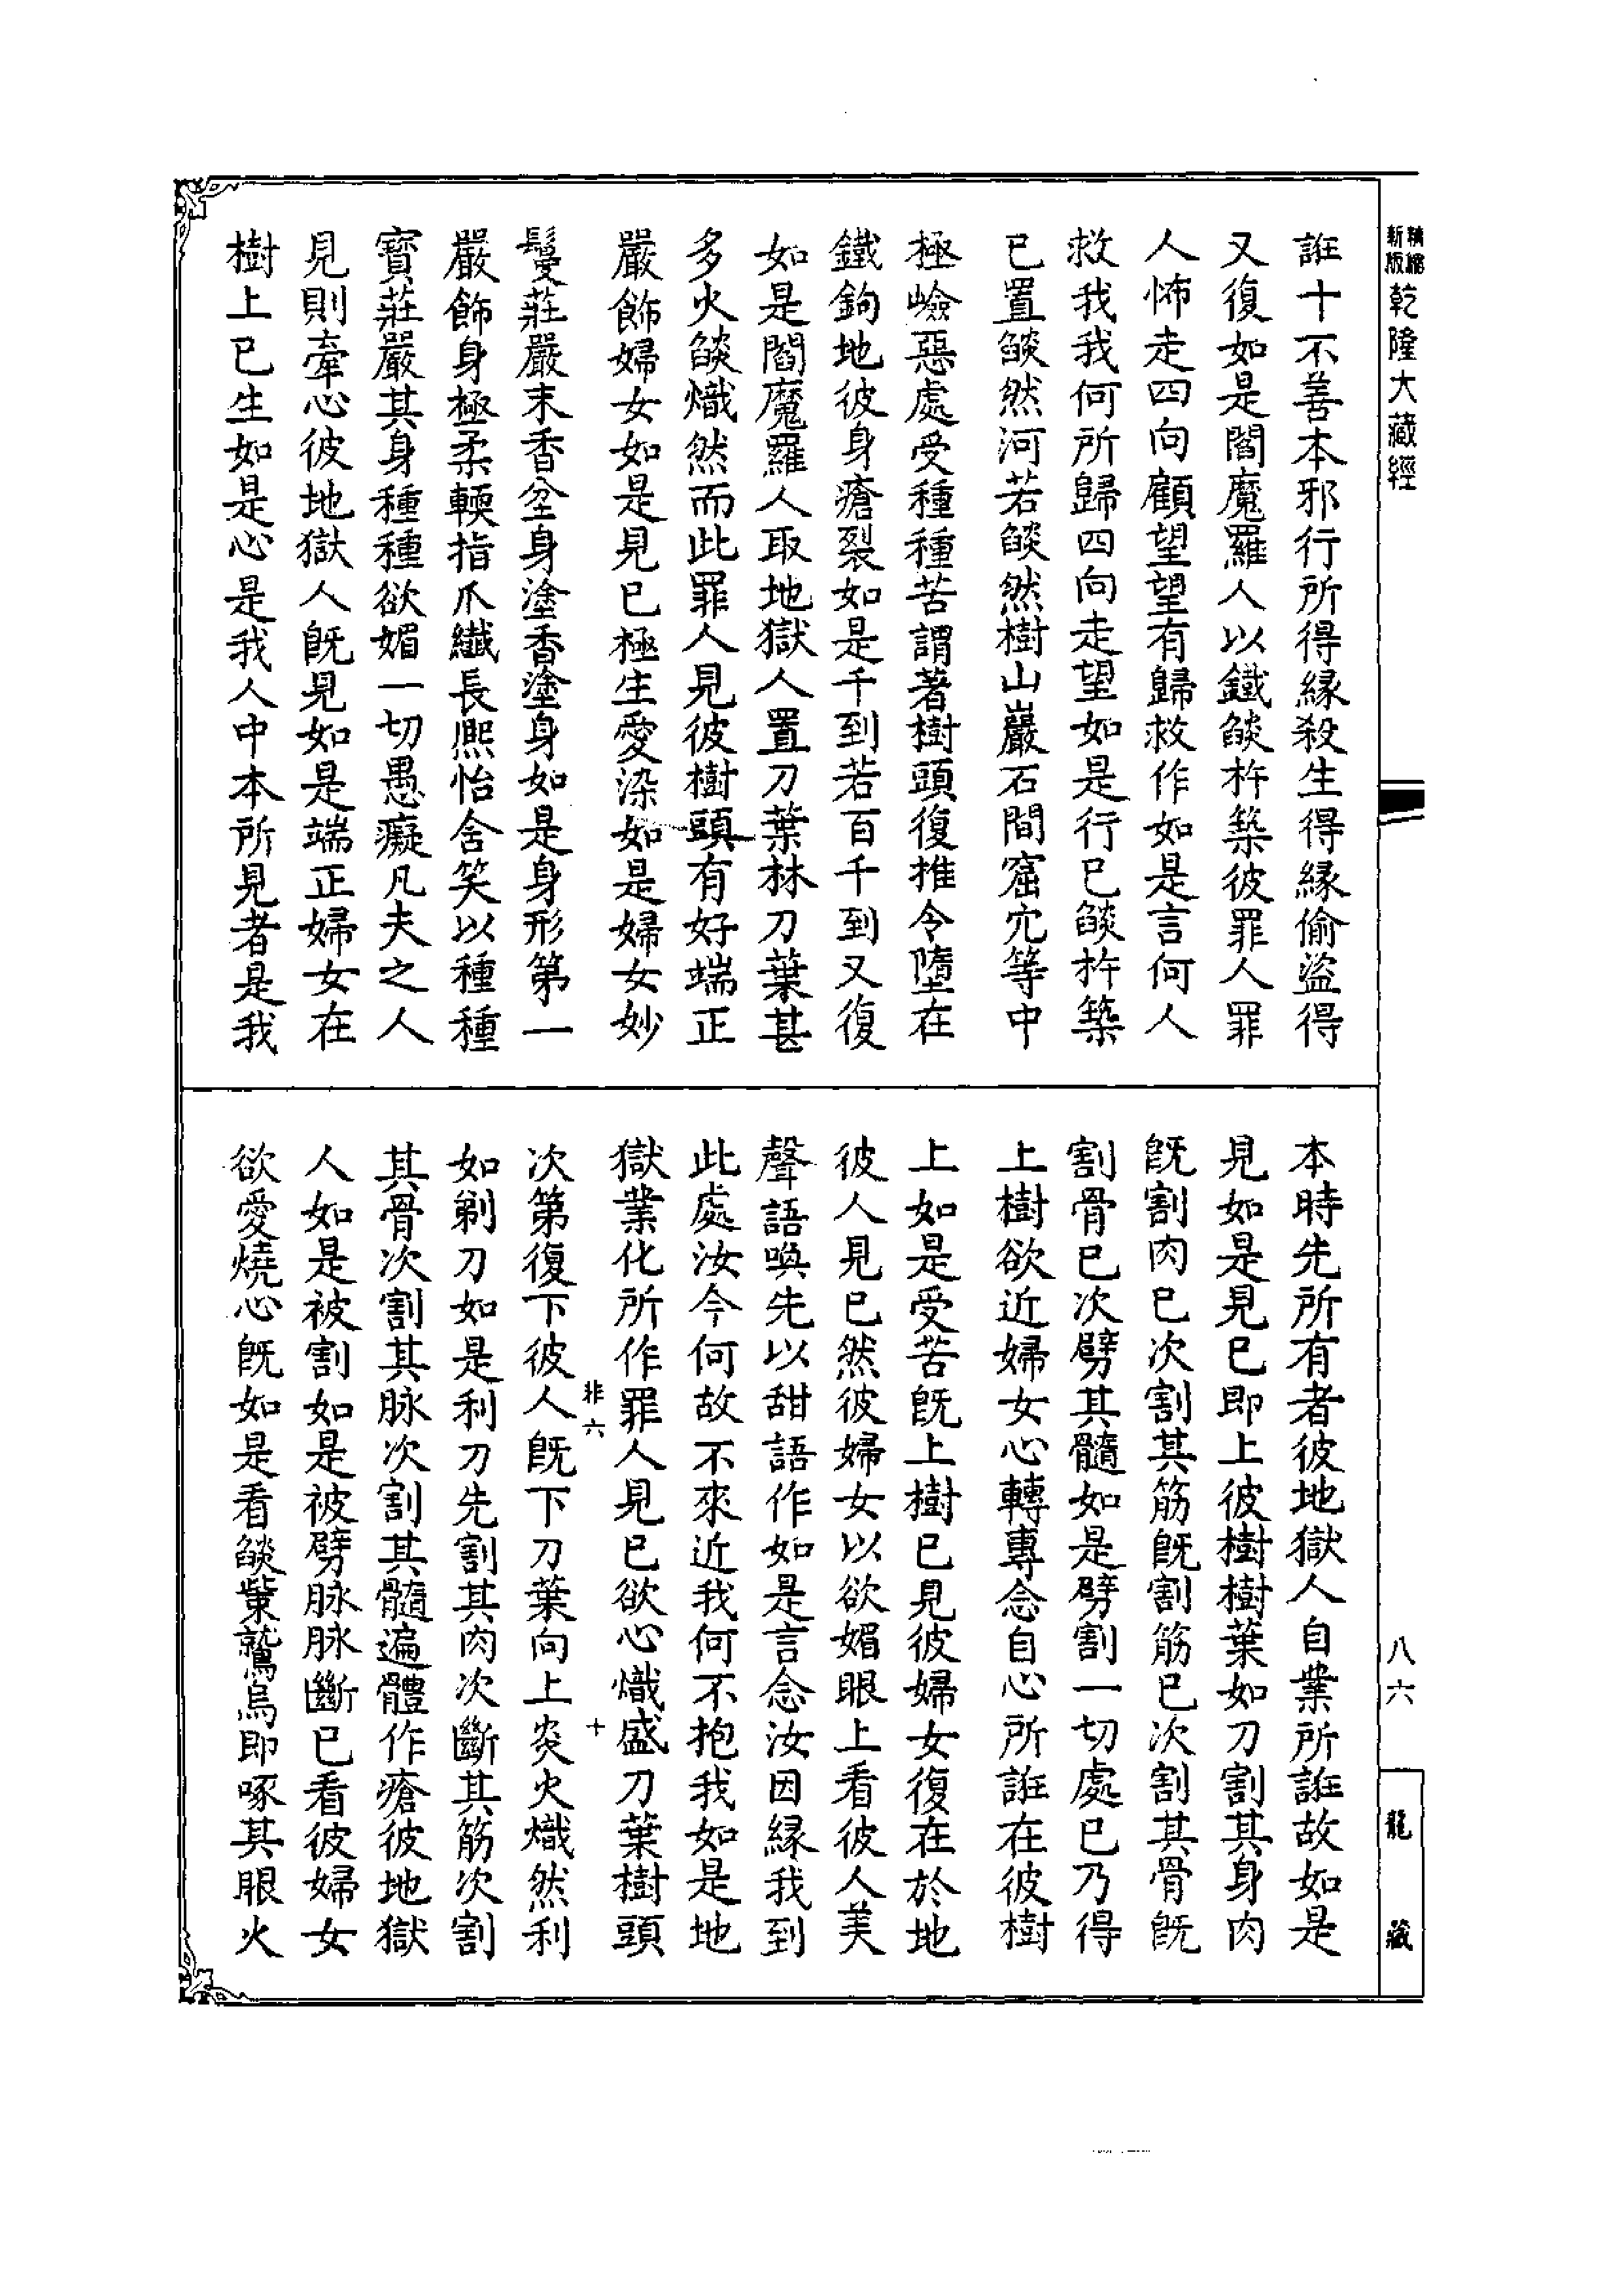 新版
精縮
乾隆大藏經
誑十不善本邪行所得緣殺生得緣偷盜得
又復如是閻魔羅人以鐵燄杵築彼罪人罪
人怖走四向顧望望有歸救作如是言何人
救我我何所歸四向走望如是行已燄杵築
已置燄然河若燄然樹山巖石間窟穴等中
極嶮惡處受種種苦謂著樹頭復推令墮在
鐵鉤地彼身瘡裂如是千到若百千到又復
如是閻魔羅人取地獄人置刀葉林刀葉甚
多火燄熾然而此罪人見彼樹頭有好端正
嚴飾婦女如是見已極生愛染如是婦女妙
鬘莊嚴末香坌身塗香塗身如是身形第一
嚴飾身極柔輭指爪纖長熙怡含笑以種種
寶莊嚴其身種種欲媚一切愚癡凡夫之人
見則牽心彼地獄人既見如是端正婦女在
樹上已生如是心是我人中本所見者是我
本時先所有者彼地獄人自業所誑故如是
見如是見已即上彼樹樹葉如刀割其身肉
既割肉已次割其筋既割筋已次割其骨既
割骨已次劈其髓如是劈割一切處已乃得
上樹欲近婦女心轉專念自心所誑在彼樹
上如是受苦既上樹已見彼婦女復在於地
彼人見已然彼婦女以欲媚眼上看彼人美
聲語喚先以甜語作如是言念汝因緣我到
此處汝今何故不來近我何不抱我如是地
獄業化所作罪人見已欲心熾盛刀葉樹頭
非六 十
次第復下彼人既下刀葉向上炎火熾然利
如剃刀如是利刀先割其肉次斷其筋次割
其骨次割其脉次割其髓遍體作瘡彼地獄
人如是被割如是被劈脉脉斷已看彼婦女
欲愛燒心既如是看燄觜鷲鳥即啄其眼火
八六
龍藏